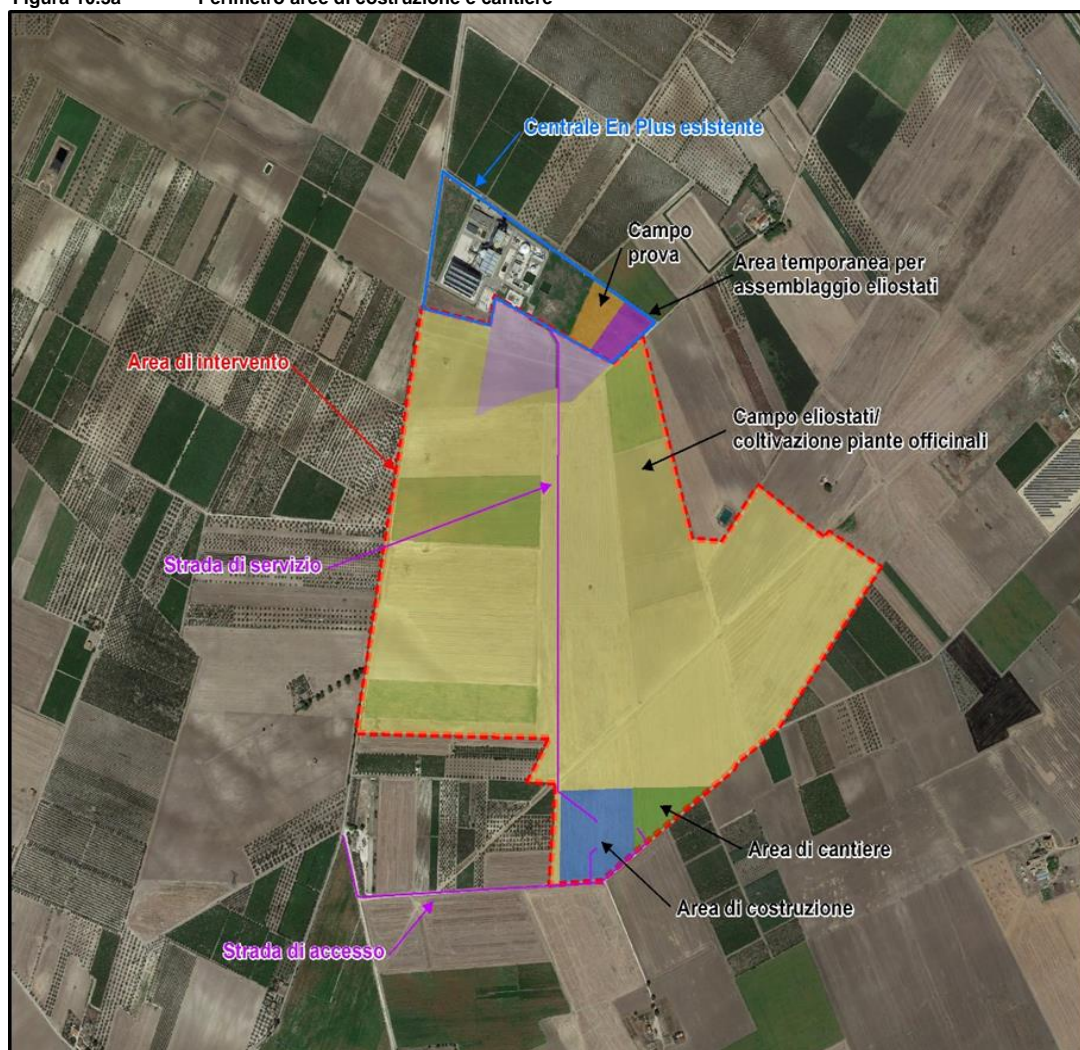 Figura 10.3a Perimetro aree di costruzione e cantiere
Centrale En Plus esistente
Campo
prova
Area temporanea per
assemblaggio eliostati
Area di intervento
Campo eliostati/
coltivazione piante officinali
Strada di servizio
Area di cantiere
Area di costruzione
Strada di accesso